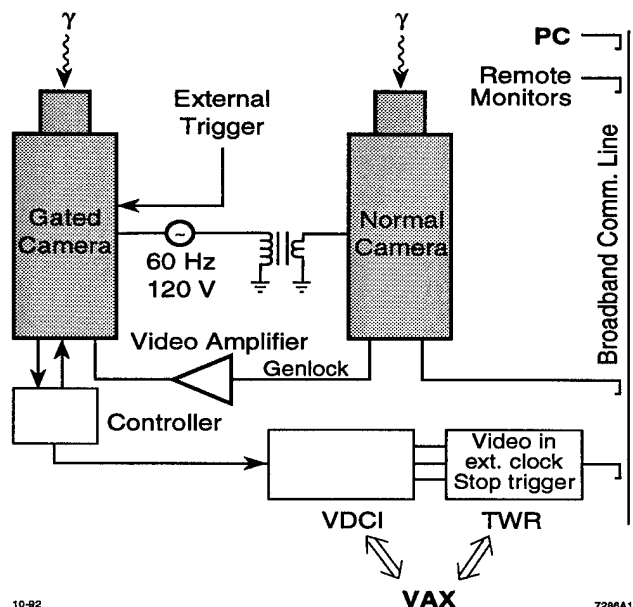 γ
γ
PC
Remote
Monitors
External
Trigger
Broadband Comm. Line
Gated
Camera
Normal
Camera
~
60 Hz
120 V
Video Amplifier
Genlock
Controller
Video in
ext. clock
Stop trigger
VDCI
TWR
VAX
10-92
7286A1